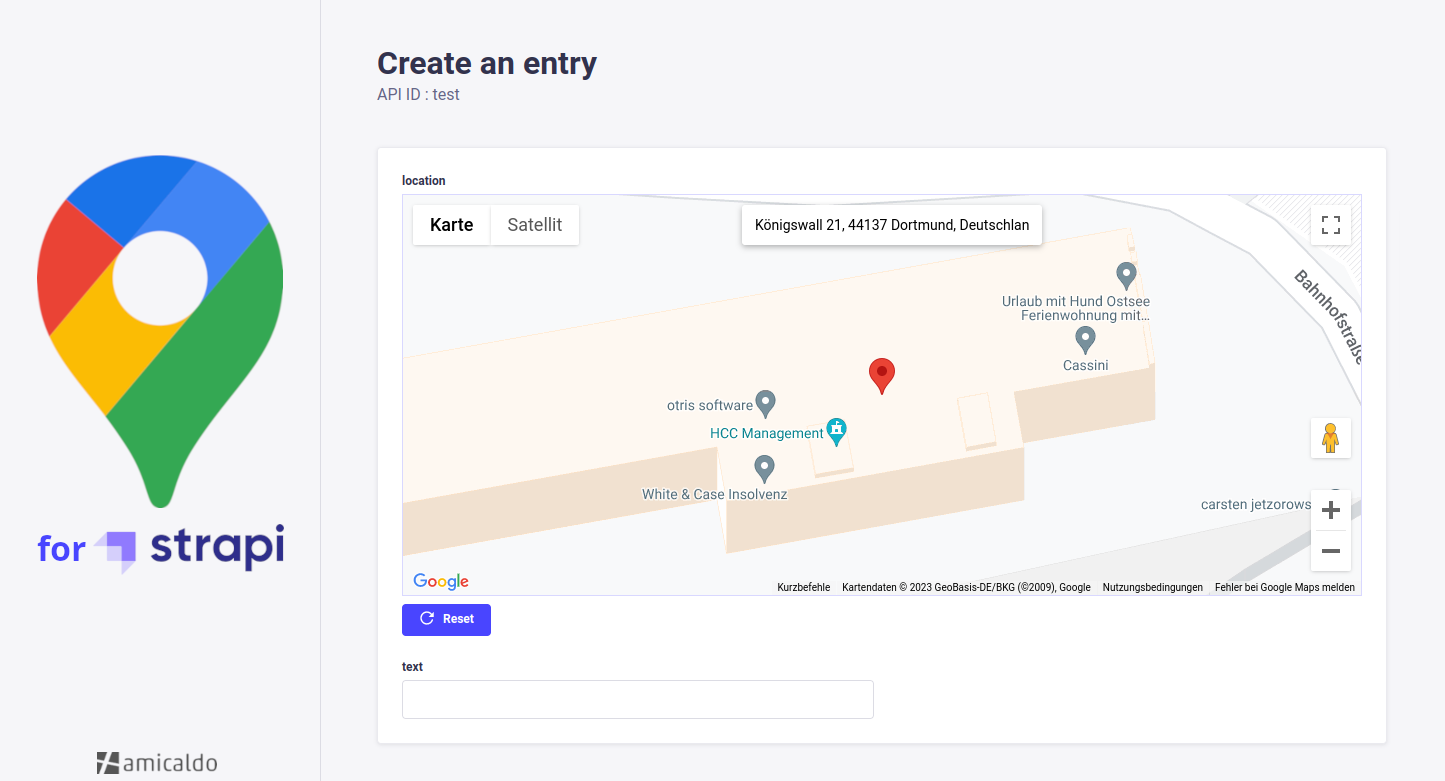 for strapi
amicaldo
Create an entry
API ID : test
location
Karte
Satellit
Königswall 21, 44137 Dortmund, Deutschlan
Bahnhofstraße
Urlaub mit Hund Ostsee
Ferienwohnung mit...
Cassini
otris software
HCC Management
White & Case Insolvenz
carsten jetzorows
Google
Kurzbefehle
Kartendaten © 2023 GeoBasis-DE/BKG (©2009), Google
Nutzungsbedingungen
Fehler bei Google Maps melden
Reset
text